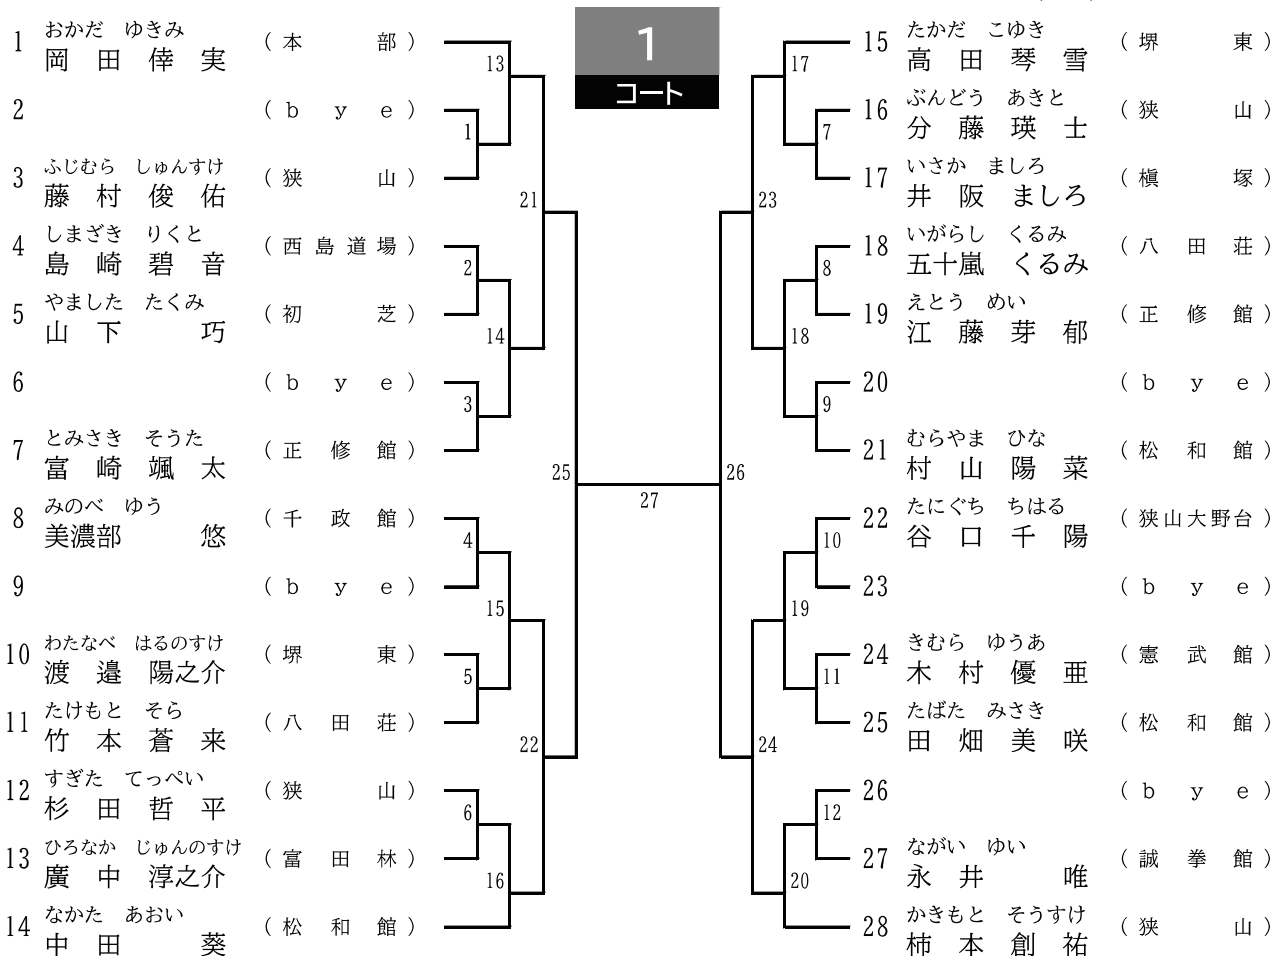 1
コート
おかだ ゆきみ
1 岡田倖実 (本部)
2 (bye)
ふじむら しゅんすけ
3 藤村俊佑 (狭山)
しまざき りくと
4 島崎碧音 (西島道場)
やました たくみ
5 山下巧 (初芝)
6 (bye)
とみさき そうた
7 富崎颯太 (正修館)
みのべ ゆう
8 美濃部悠 (千政館)
9 (bye)
わたなべ はるのすけ
10 渡邉陽之介 (堺東)
たけもと そら
11 竹本蒼来 (八田荘)
すぎた てっぺい
12 杉田哲平 (狭山)
ひろなか じゅんのすけ
13 廣中淳之介 (富田林)
なかた あおい
14 中田葵 (松和館)
13
1
21
2
14
3
25
4
15
5
22
6
16
27
17
7
23
8
18
9
26
10
19
11
24
12
20
たかだ こゆき
15 高田琴雪 (堺東)
ぶんどう あきと
16 分藤瑛士 (狭山)
いさか ましろ
17 井阪ましろ (槇塚)
いがらし くるみ
18 五十嵐くるみ (八田荘)
えとう めい
19 江藤芽郁 (正修館)
20 (bye)
むらやま ひな
21 村山陽菜 (松和館)
たにぐち ちはる
22 谷口千陽 (狭山大野台)
23 (bye)
きむら ゆうあ
24 木村優亜 (憲武館)
たばた みさき
25 田畑美咲 (松和館)
26 (bye)
ながい ゆい
27 永井唯 (誠拳館)
かきもと そうすけ
28 柿本創祐 (狭山)